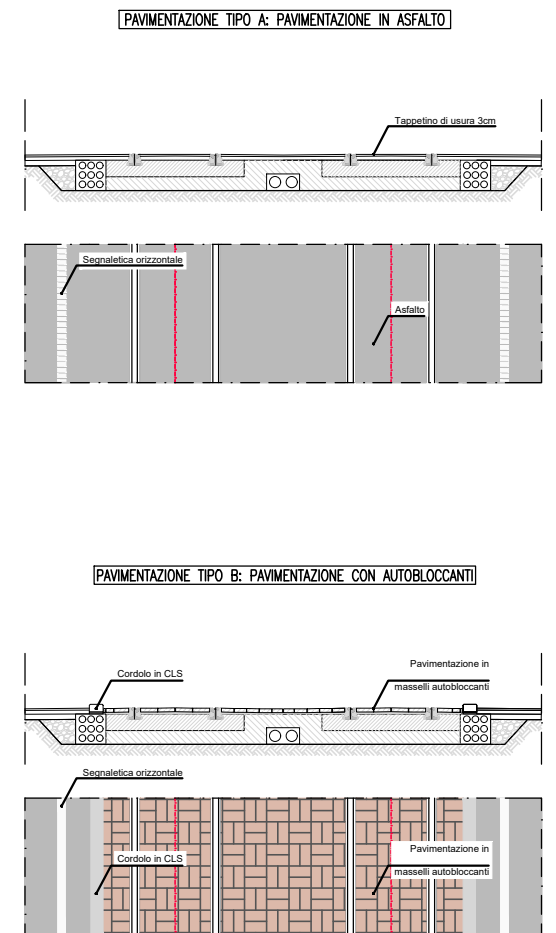 PAVIMENTAZIONE TIPO A: PAVIMENTAZIONE IN ASFALTO
Tappetino di usura 3cm
Segnaletica orizzontale
Asfalto
PAVIMENTAZIONE TIPO B: PAVIMENTAZIONE CON AUTOBLOCCANTI
Cordolo in CLS
Pavimentazione in
masselli autobloccanti
Segnaletica orizzontale
Cordolo in CLS
Pavimentazione in
masselli autobloccanti